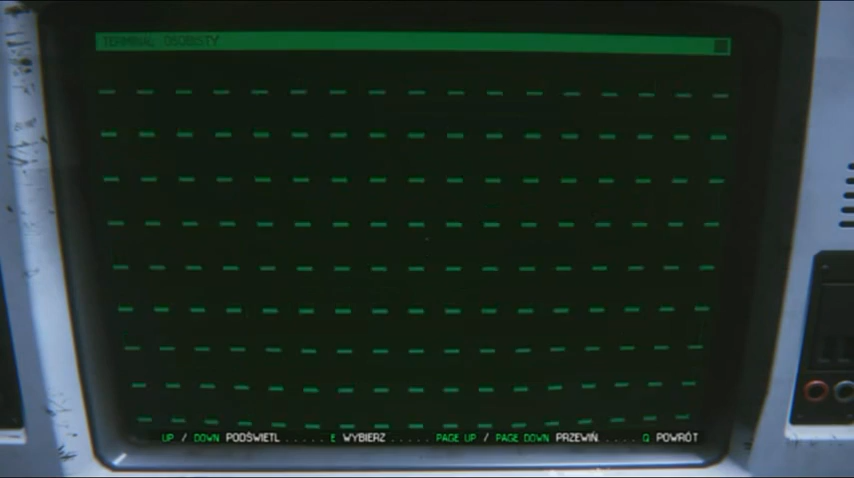 TERMINAL OSOBISTY
UP / DOWN PODŚWIETL ..... E WYBIERZ ..... PAGE UP / PAGE DOWN PRZEWIŃ .... Q POWRÓT